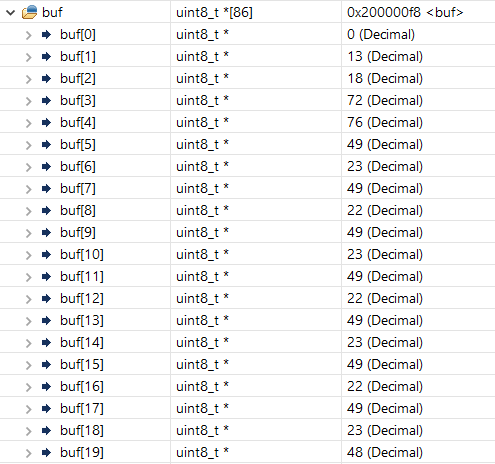 buf uint8_t *[86] 0x200000f8 <buf>
buf[0] uint8_t * 0 (Decimal)
buf[1] uint8_t * 13 (Decimal)
buf[2] uint8_t * 18 (Decimal)
buf[3] uint8_t * 72 (Decimal)
buf[4] uint8_t * 76 (Decimal)
buf[5] uint8_t * 49 (Decimal)
buf[6] uint8_t * 23 (Decimal)
buf[7] uint8_t * 49 (Decimal)
buf[8] uint8_t * 22 (Decimal)
buf[9] uint8_t * 49 (Decimal)
buf[10] uint8_t * 23 (Decimal)
buf[11] uint8_t * 49 (Decimal)
buf[12] uint8_t * 22 (Decimal)
buf[13] uint8_t * 49 (Decimal)
buf[14] uint8_t * 23 (Decimal)
buf[15] uint8_t * 49 (Decimal)
buf[16] uint8_t * 22 (Decimal)
buf[17] uint8_t * 49 (Decimal)
buf[18] uint8_t * 23 (Decimal)
buf[19] uint8_t * 48 (Decimal)